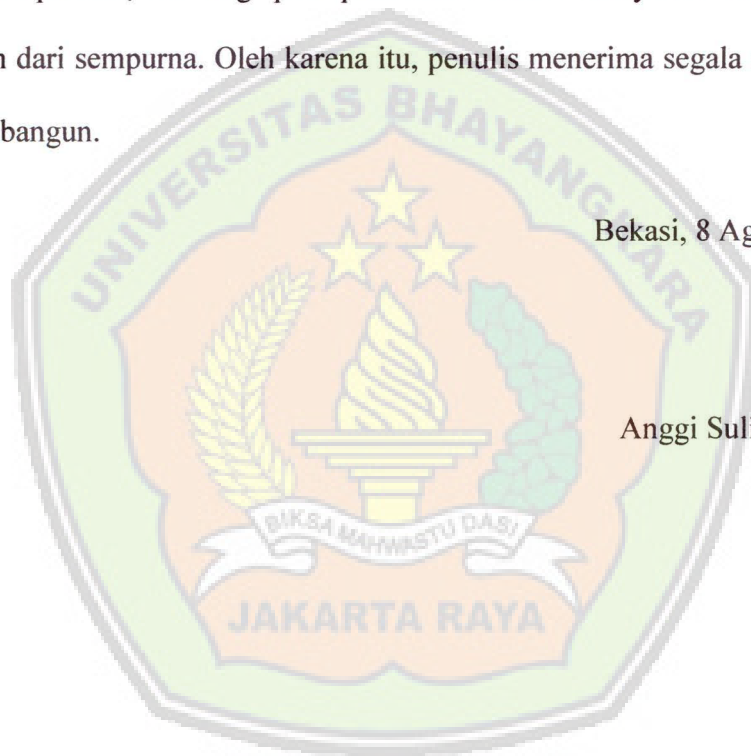 dari sempurna. Oleh karena itu, penulis menerima segala
bangun.
UNIVERSITAS BHAYANGKARA
Bekasi, 8 Ag
Anggi Suli
BIKSA MAHWASTU DASI
JAKARTA RAYA